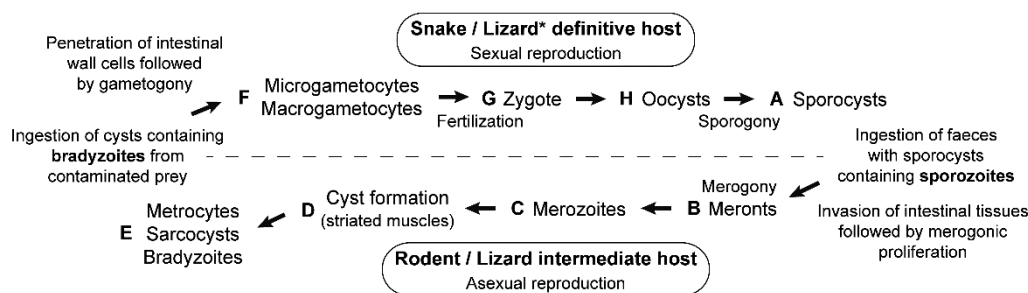 Snake / Lizard* definitive host
Sexual reproduction
Penetration of intestinal
wall cells followed
by gametogony
F Microgametocytes
Macrogametocytes
G Zygote
Fertilization
H Oocysts
Sporogony
A Sporocysts
Ingestion of cysts containing
bradyzoites from
contaminated prey
Ingestion of faeces
with sporocysts
containing sporozoites
Invasion of intestinal tissues
followed by merogonic
proliferation
Merogony
B Meronts
C Merozoites
D Cyst formation
(striated muscles)
E Metrocytes
Sarcocysts
Bradyzoites
Rodent / Lizard intermediate host
Asexual reproduction